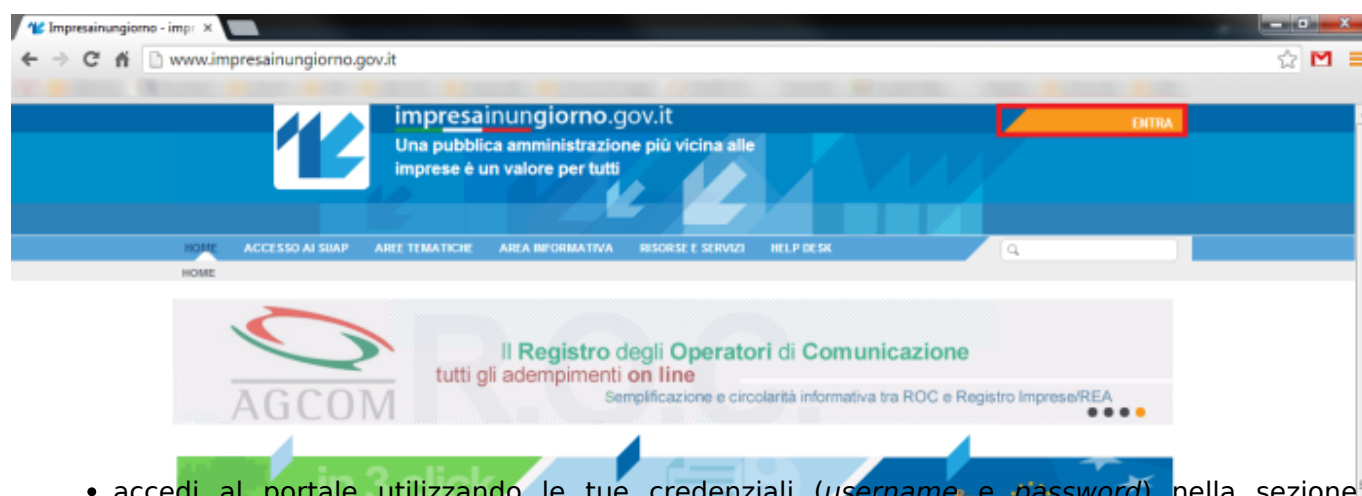 Impresainungiorno - impr
www.impresainungiorno.gov.it
impresainungiorno.gov.it
ENTRA
Una pubblica amministrazione più vicina alle
imprese è un valore per tutti
HOME ACCESSO AI SUAP AREE TEMATICHE AREA INFORMATIVA RISORSE E SERVIZI HELP DESK
HOME
R.O.C.
AGCOM
Il Registro degli Operatori di Comunicazione
tutti gli adempimenti on line
Semplificazione e circolarità informativa tra ROC e Registro Imprese/REA
in 3 click
• accedi al portale utilizzando le tue credenziali (username e password) nella sezione